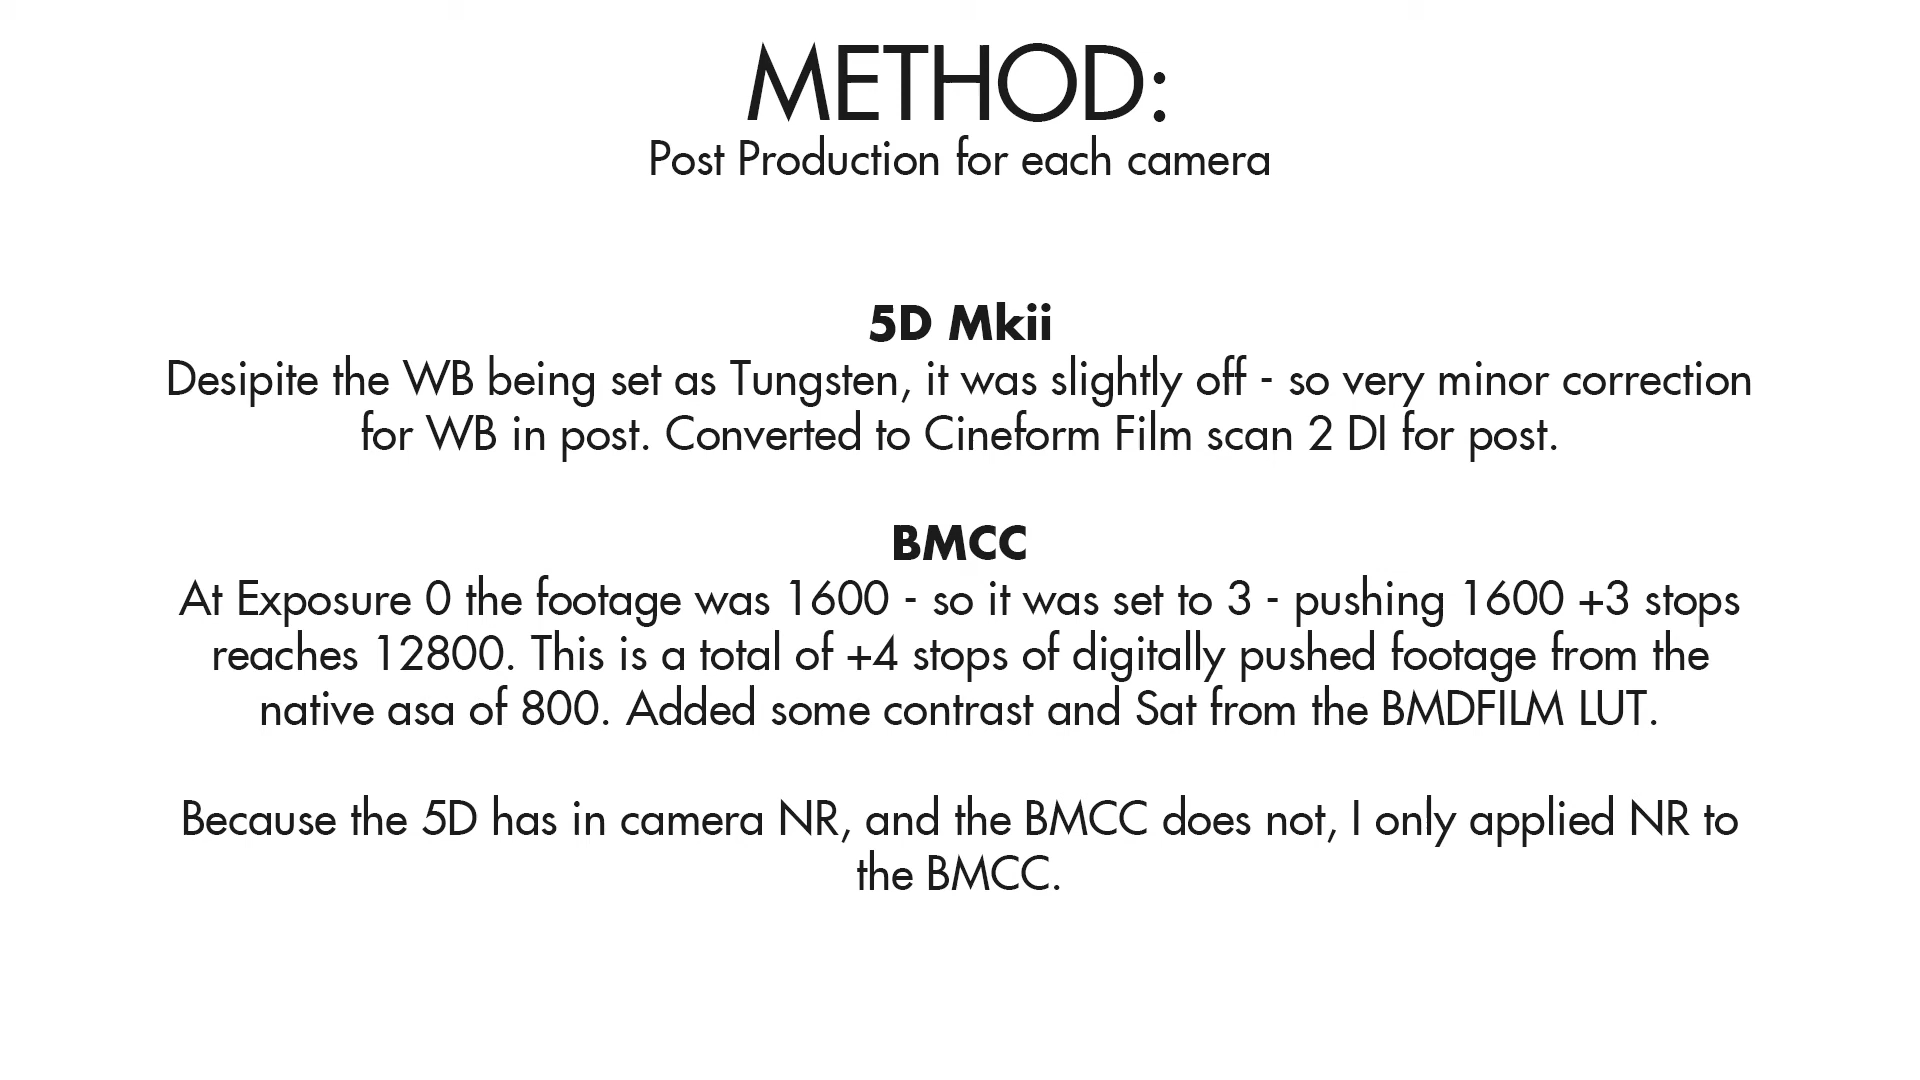 METHOD:
Post Production for each camera
5D Mkii
Desipite the WB being set as Tungsten, it was slightly off - so very minor correction
for WB in post. Converted to Cineform Film scan 2 DI for post.
BMCC
At Exposure 0 the footage was 1600 - so it was set to 3 - pushing 1600 +3 stops
reaches 12800. This is a total of +4 stops of digitally pushed footage from the
native asa of 800. Added some contrast and Sat from the BMDFILM LUT.
Because the 5D has in camera NR, and the BMCC does not, I only applied NR to
the BMCC.